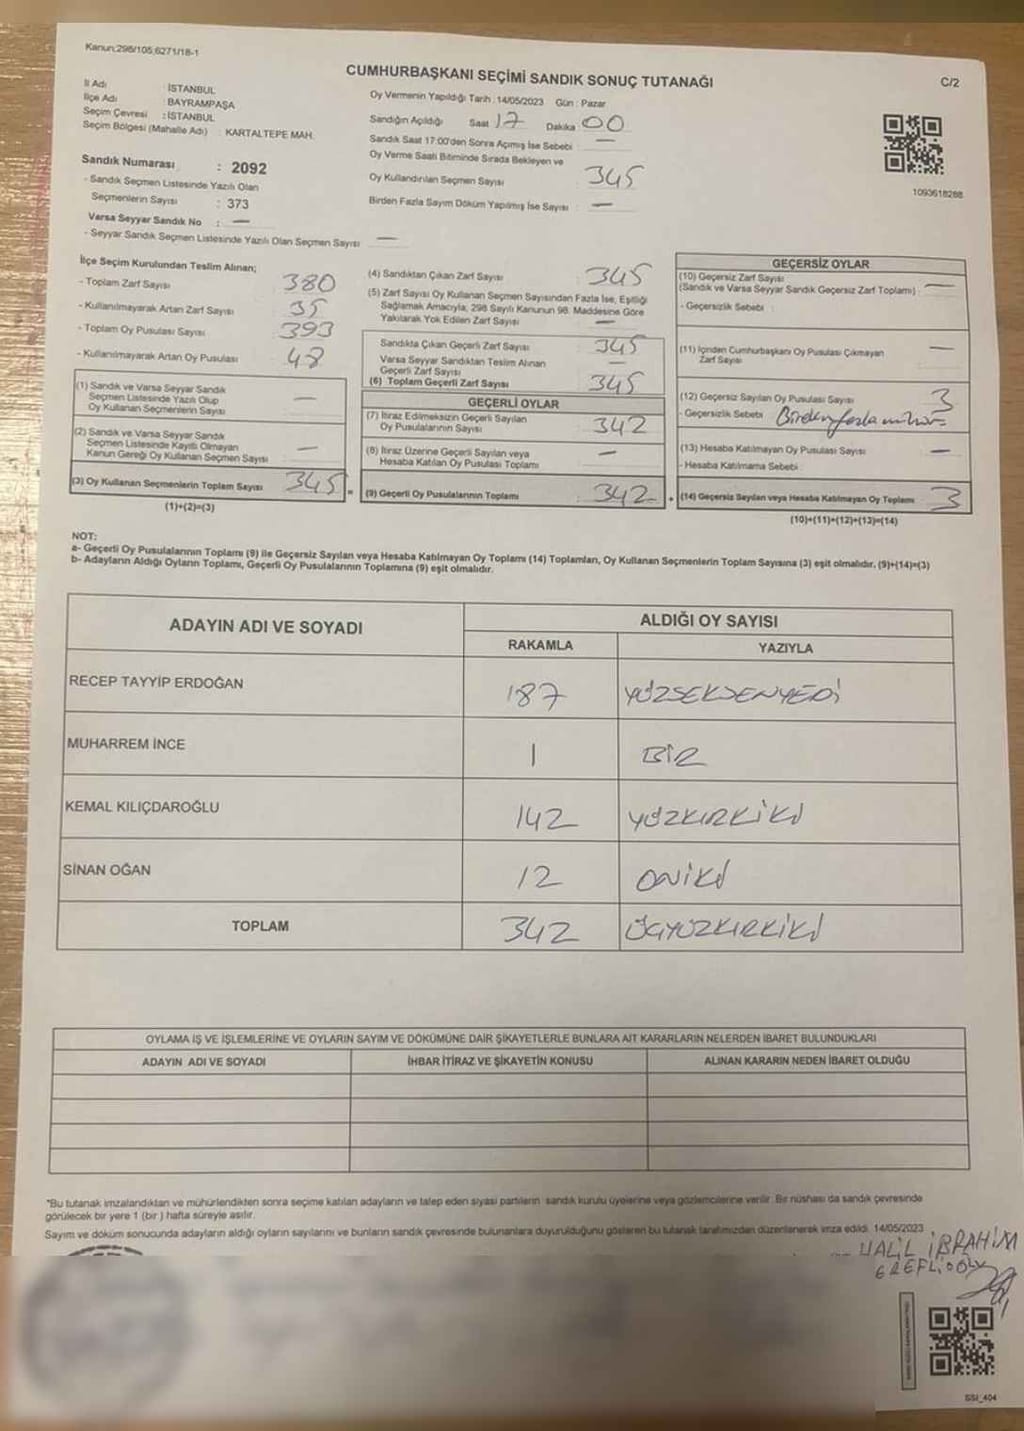 Kanun;298/105;6271/18-1
CUMHURBAŞKANI SEÇİMİ SANDIK SONUÇ TUTANAĞI
C/2
İl Adı İSTANBUL
İlçe Adı : BAYRAMPAŞA
Seçim Çevresi : İSTANBUL
Seçim Bölgesi (Mahalle Adı) : KARTALTEPE MAH.
Sandık Numarası : 2092
- Sandık Seçmen Listesinde Yazılı Olan
Seçmenlerin Sayısı : 373
Varsa Seyyar Sandık No : —
- Seyyar Sandık Seçmen Listesinde Yazılı Olan Seçmen Sayısı —
Oy Vermenin Yapıldığı Tarih : 14/05/2023 Gün : Pazar
Sandığın Açıldığı Saat 17 Dakika 00
Sandık Saat 17:00'den Sonra Açımış İse Sebebi : —
Oy Verme Saati Bitiminde Sırada Bekleyen ve
Oy Kullandırılan Seçmen Sayısı : 345
Birden Fazla Sayım Döküm Yapılmış İse Sayısı : —
1093618288
İlçe Seçim Kurulundan Teslim Alınan;
- Toplam Zarf Sayısı : 380
- Kullanılmayarak Artan Zarf Sayısı : 35
- Toplam Oy Pusulası Sayısı : 393
- Kullanılmayarak Artan Oy Pusulası : 48
(1) Sandık ve Varsa Seyyar Sandık
Seçmen Listesinde Yazılı Olup
Oy Kullanan Seçmenlerin Sayısı : —
(2) Sandık ve Varsa Seyyar Sandık
Seçmen Listesinde Kayıtlı Olmayan
Kanun Gereği Oy Kullanan Seçmen Sayısı : —
(3) Oy Kullanan Seçmenlerin Toplam Sayısı : 345 =
(1)+(2)=(3)
(4) Sandıktan Çıkan Zarf Sayısı : 345
(5) Zarf Sayısı Oy Kullanan Seçmen Sayısından Fazla İse, Eşitliği
Sağlamak Amacıyla, 298 Sayılı Kanunun 98. Maddesine Göre
Yakılarak Yok Edilen Zarf Sayısı : —
Sandıkta Çıkan Geçerli Zarf Sayısı : 345
Varsa Seyyar Sandıktan Teslim Alınan
Geçerli Zarf Sayısı : —
(6) Toplam Geçerli Zarf Sayısı : 345
GEÇERLİ OYLAR
(7) İtiraz Edilmeksizin Geçerli Sayılan
Oy Pusulalarının Sayısı : 342
(8) İtiraz Üzerine Geçerli Sayılan veya
Hesaba Katılan Oy Pusulası Toplamı : —
(9) Geçerli Oy Pusulalarının Toplamı : 342 +
GEÇERSİZ OYLAR
(10) Geçersiz Zarf Sayısı
(Sandık ve Varsa Seyyar Sandık Geçersiz Zarf Toplamı) : —
- Geçersizlik Sebebi :
(11) İçinden Cumhurbaşkanı Oy Pusulası Çıkmayan
Zarf Sayısı : —
(12) Geçersiz Sayılan Oy Pusulası Sayısı : 3
- Geçersizlik Sebebi : Birden fazla mühür
(13) Hesaba Katılmayan Oy Pusulası Sayısı : —
- Hesaba Katılmama Sebebi :
(14) Geçersiz Sayılan veya Hesaba Katılmayan Oy Toplamı : 3
(10)+(11)+(12)+(13)=(14)
NOT:
a- Geçerli Oy Pusulalarının Toplamı (9) ile Geçersiz Sayılan veya Hesaba Katılmayan Oy Toplamı (14) Toplamları, Oy Kullanan Seçmenlerin Toplam Sayısına (3) eşit olmalıdır. (9)+(14)=(3)
b- Adayların Aldığı Oyların Toplamı, Geçerli Oy Pusulalarının Toplamına (9) eşit olmalıdır.
ADAYIN ADI VE SOYADI ALDIĞI OY SAYISI
RAKAMLA YAZIYLA
RECEP TAYYİP ERDOĞAN 187 YÜZSEKSENYEDİ
MUHARREM İNCE 1 BİR
KEMAL KILIÇDAROĞLU 142 YÜZKIRKİKİ
SİNAN OĞAN 12 ONİKİ
TOPLAM 342 ÜÇYÜZKIRKİKİ
OYLAMA İŞ VE İŞLEMLERİNE VE OYLARIN SAYIM VE DÖKÜMÜNE DAİR ŞİKAYETLERLE BUNLARA AİT KARARLARIN NELERDEN İBARET BULUNDUKLARI
ADAYIN ADI VE SOYADI İHBAR İTİRAZ VE ŞİKAYETİN KONUSU ALINAN KARARIN NEDEN İBARET OLDUĞU
*Bu tutanak imzalandıktan ve mühürlendikten sonra seçime katılan adayların ve talep eden siyasi partilerin sandık kurulu üyelerine veya gözlemcilerine verilir. Bir nüshası da sandık çevresinde
görülecek bir yere 1 (bir) hafta süreyle asılır.
Sayım ve döküm sonucunda adayların aldığı oyların sayılarını ve bunların sandık çevresinde bulunanlara duyurulduğunu gösteren bu tutanak tarafımızdan düzenlenerek imza edildi. 14/05/2023
HALİL İBRAHİM
SSI_404